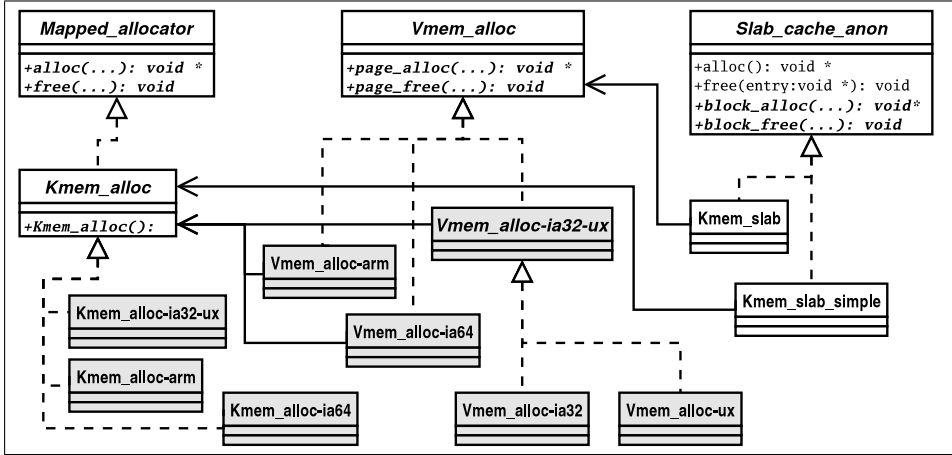 Mapped_allocator
+alloc(...): void *
+free(...): void
Vmem_alloc
+page_alloc(...): void *
+page_free(...): void
Slab_cache_anon
+alloc(): void *
+free(entry:void *): void
+block_alloc(...): void*
+block_free(...): void
Kmem_alloc
+Kmem_alloc():
Vmem_alloc-ia32-ux
Kmem_slab
Vmem_alloc-arm
Kmem_slab_simple
Kmem_alloc-ia32-ux
Vmem_alloc-ia64
Kmem_alloc-arm
Kmem_alloc-ia64
Vmem_alloc-ia32
Vmem_alloc-ux